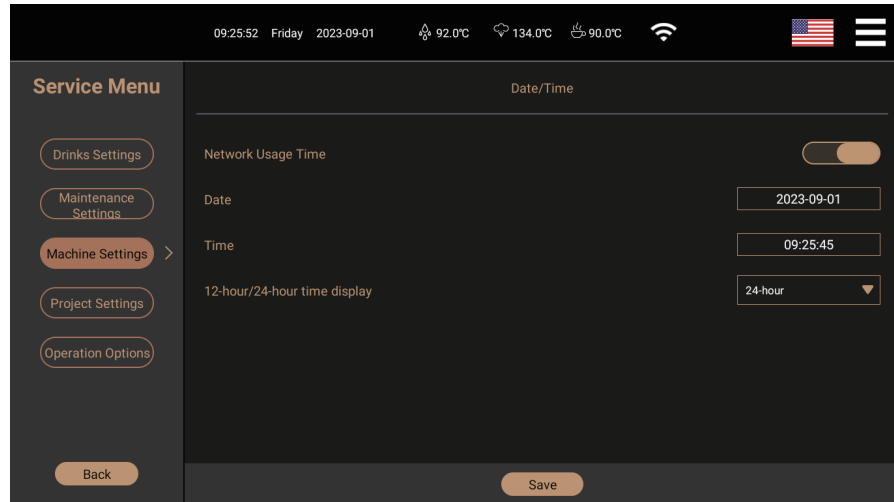 09:25:52 Friday 2023-09-01 92.0℃ 134.0℃ 90.0℃
Service Menu
Date/Time
Drinks Settings
Maintenance
Settings
Machine Settings
Project Settings
Operation Options
Back
Network Usage Time
Date 2023-09-01
Time 09:25:45
12-hour/24-hour time display 24-hour
Save